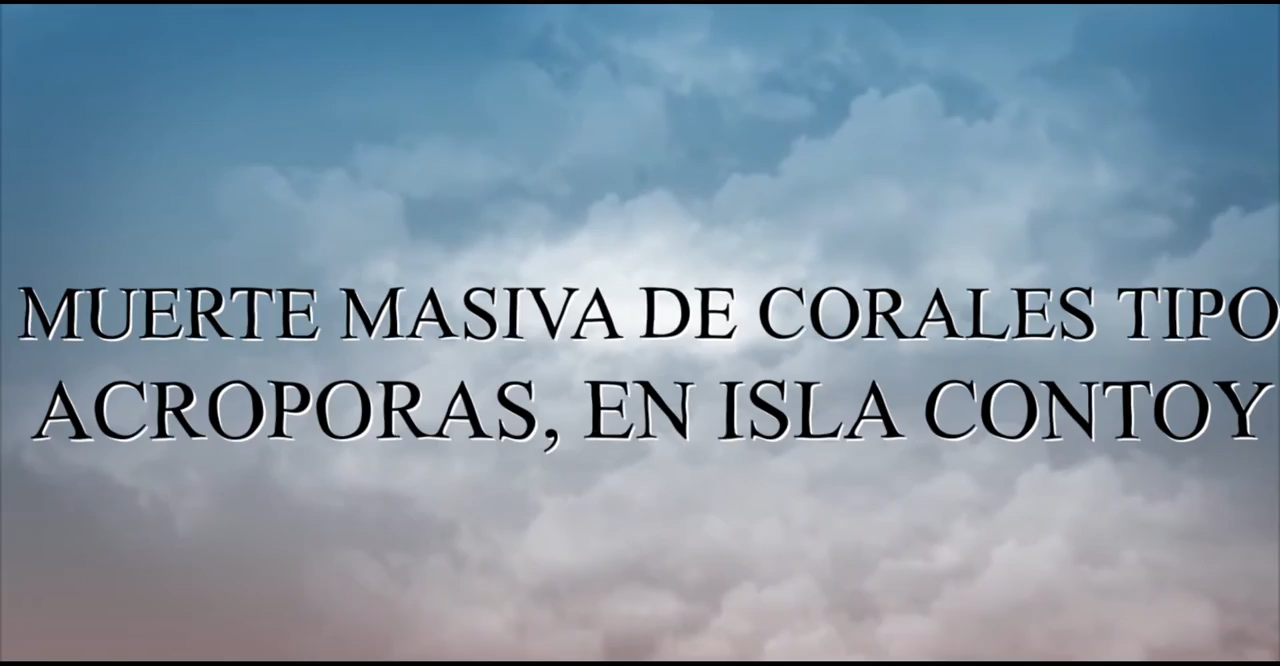 MUERTE MASIVA DE CORALES TIPO
ACROPORAS, EN ISLA CONTOY